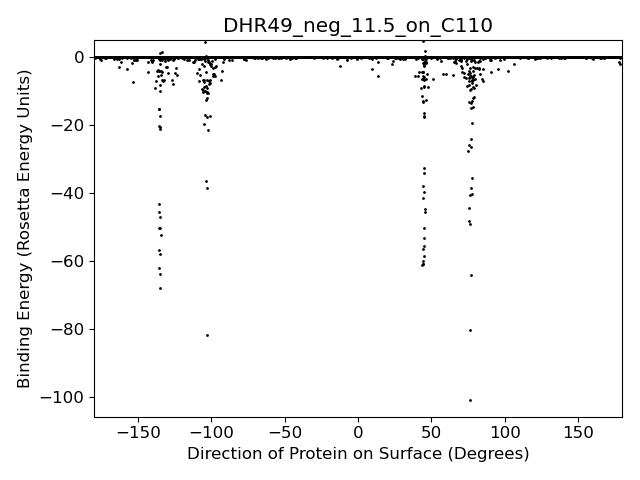 DHR49_neg_11.5_on_C110
Binding Energy (Rosetta Energy Units)
0
−20
−40
−60
−80
−100
−150 −100 −50 0 50 100 150
Direction of Protein on Surface (Degrees)